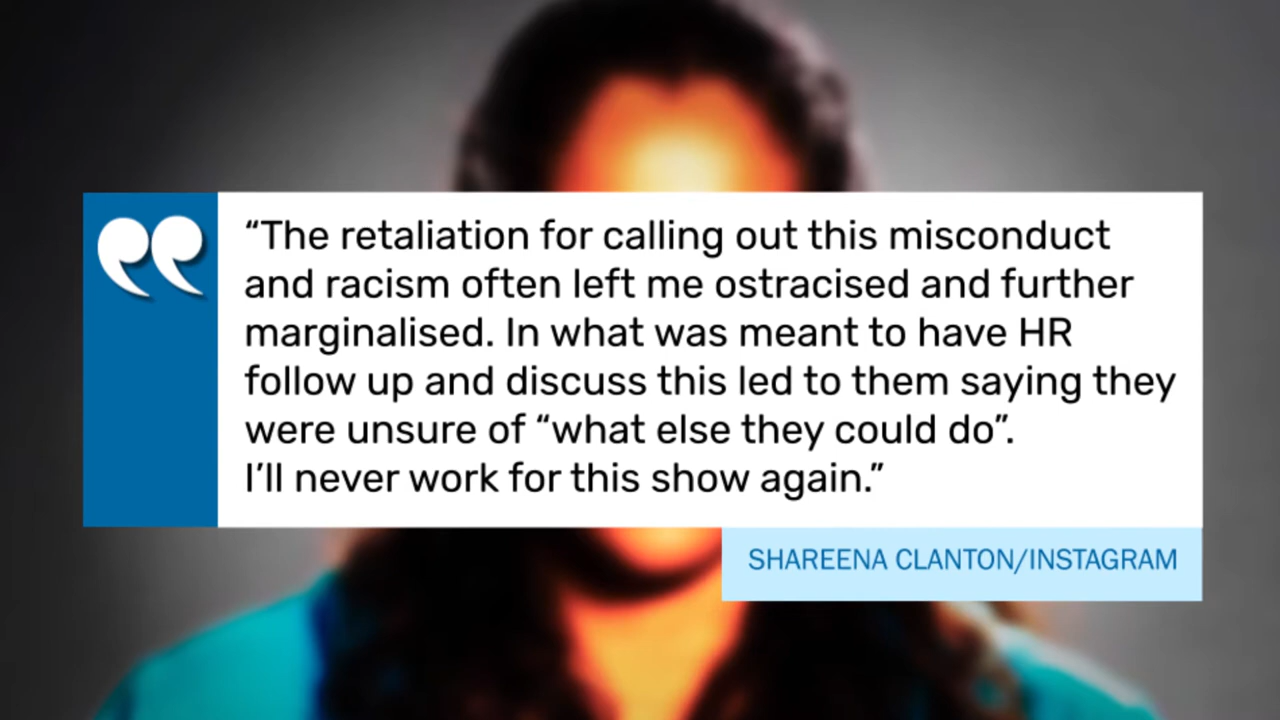 “The retaliation for calling out this misconduct
and racism often left me ostracised and further
marginalised. In what was meant to have HR
follow up and discuss this led to them saying they
were unsure of “what else they could do”.
I’ll never work for this show again.”
SHAREENA CLANTON/INSTAGRAM